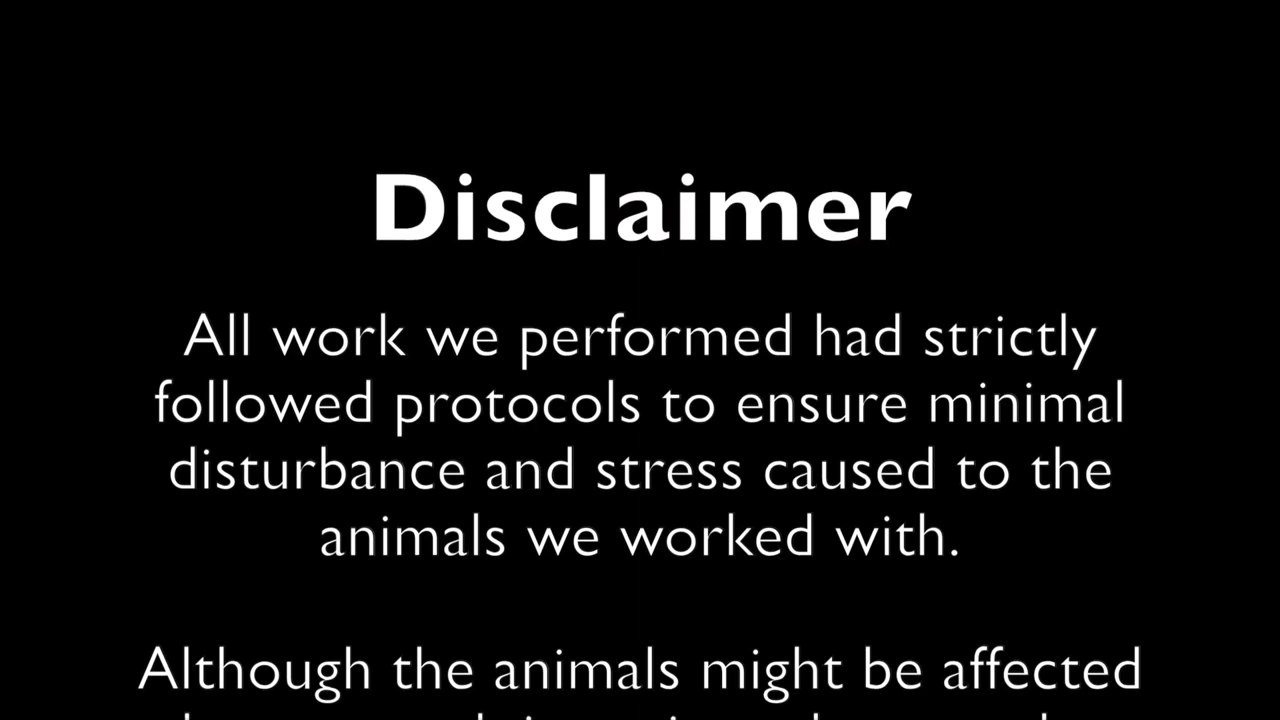 Disclaimer
All work we performed had strictly
followed protocols to ensure minimal
disturbance and stress caused to the
animals we worked with.
Although the animals might be affected